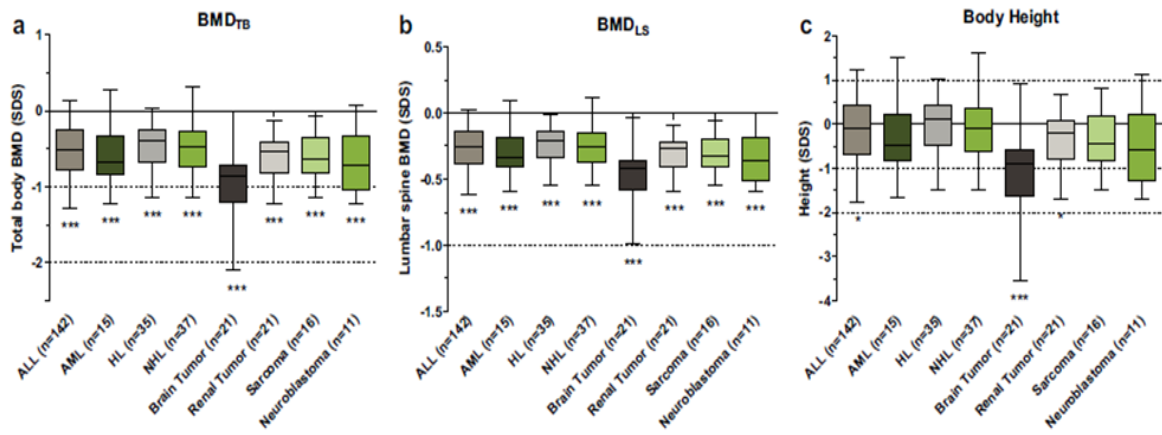 a
BMDTB
Total body BMD (SDS)
1
0
-1
-2
***
***
***
***
***
***
***
***
ALL (n=142)
AML (n=15)
HL (n=35)
NHL (n=37)
Brain Tumor (n=21)
Renal Tumor (n=21)
Sarcoma (n=16)
Neuroblastoma (n=11)
b
BMDLS
Lumbar spine BMD (SDS)
0.5
0.0
-0.5
-1.0
-1.5
***
***
***
***
***
***
***
***
ALL (n=142)
AML (n=15)
HL (n=35)
NHL (n=37)
Brain Tumor (n=21)
Renal Tumor (n=21)
Sarcoma (n=16)
Neuroblastoma (n=11)
c
Body Height
Height (SDS)
2
1
0
-1
-2
-3
-4
*
***
*
ALL (n=142)
AML (n=15)
HL (n=35)
NHL (n=37)
Brain Tumor (n=21)
Renal Tumor (n=21)
Sarcoma (n=16)
Neuroblastoma (n=11)